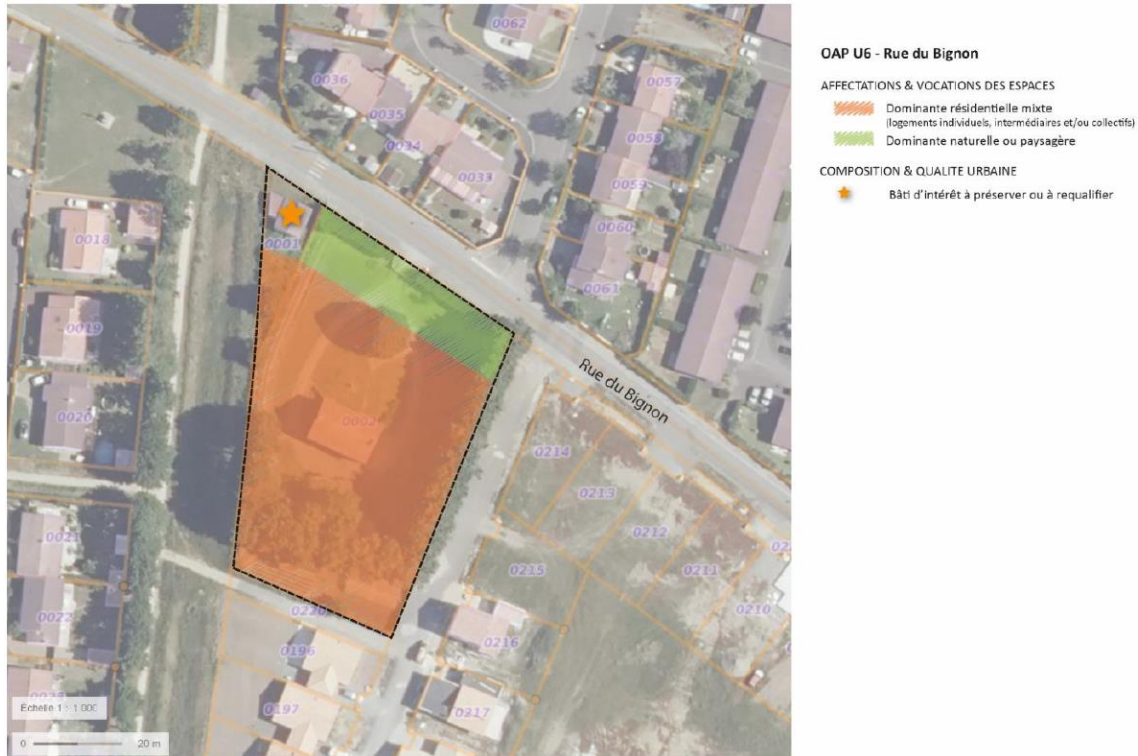 OAP U6 - Rue du Bignon
AFFECTATIONS & VOCATIONS DES ESPACES
Dominante résidentielle mixte
(logements individuels, intermédiaires et/ou collectifs)
Dominante naturelle ou paysagère
COMPOSITION & QUALITE URBAINE
Bâti d'intérêt à préserver ou à requalifier
0062
0036
0057
0035
0034
0058
0033
0059
0018
0001
0060
0061
0019
Rue du Bignon
0020
0002
0214
0213
0021
0212
0215
0211
0022
0220
0210
0196
0216
0197
0217
Échelle 1 : 1 000
0 20 m